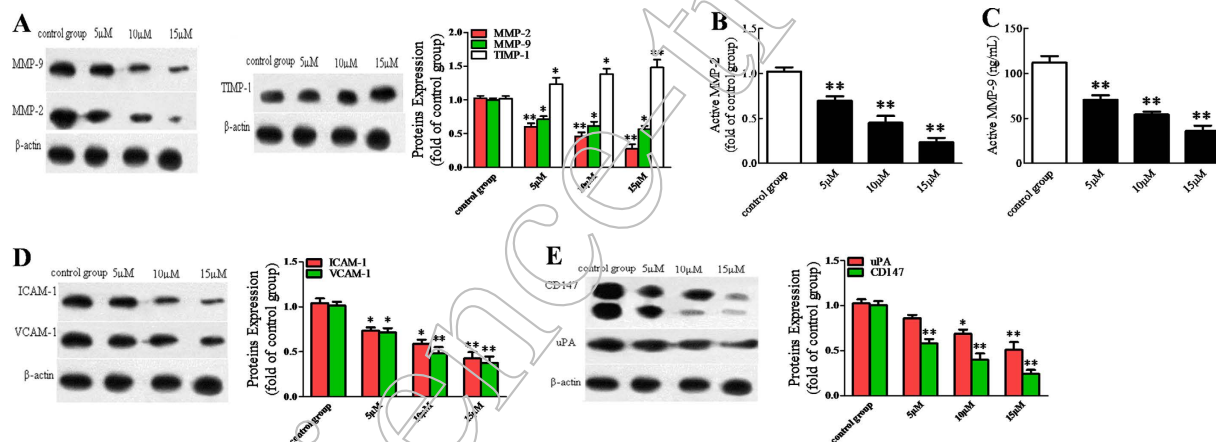 A
control group 5μM 10μM 15μM
MMP-9
MMP-2
β-actin
control group 5μM 10μM 15μM
TIMP-1
β-actin
Proteins Expression
(fold of control group)
2.0
1.5
1.0
0.5
0.0
MMP-2
MMP-9
TIMP-1
** * *
** * *
** * **
control group 5μM 10μM 15μM
B
Active MMP-2
(fold of control group)
1.5
1.0
0.5
0.0
** ** **
control group 5μM 10μM 15μM
C
Active MMP-9 (ng/mL)
150
100
50
0
** ** **
control group 5μM 10μM 15μM
D
control group 5μM 10μM 15μM
ICAM-1
VCAM-1
β-actin
Proteins Expression
(fold of control group)
1.5
1.0
0.5
0.0
ICAM-1
VCAM-1
* *
* **
** **
control group 5μM 10μM 15μM
E
control group 5μM 10μM 15μM
CD147
uPA
β-actin
Proteins Expression
(fold of control group)
1.5
1.0
0.5
0.0
uPA
CD147
**
* **
** **
control group 5μM 10μM 15μM